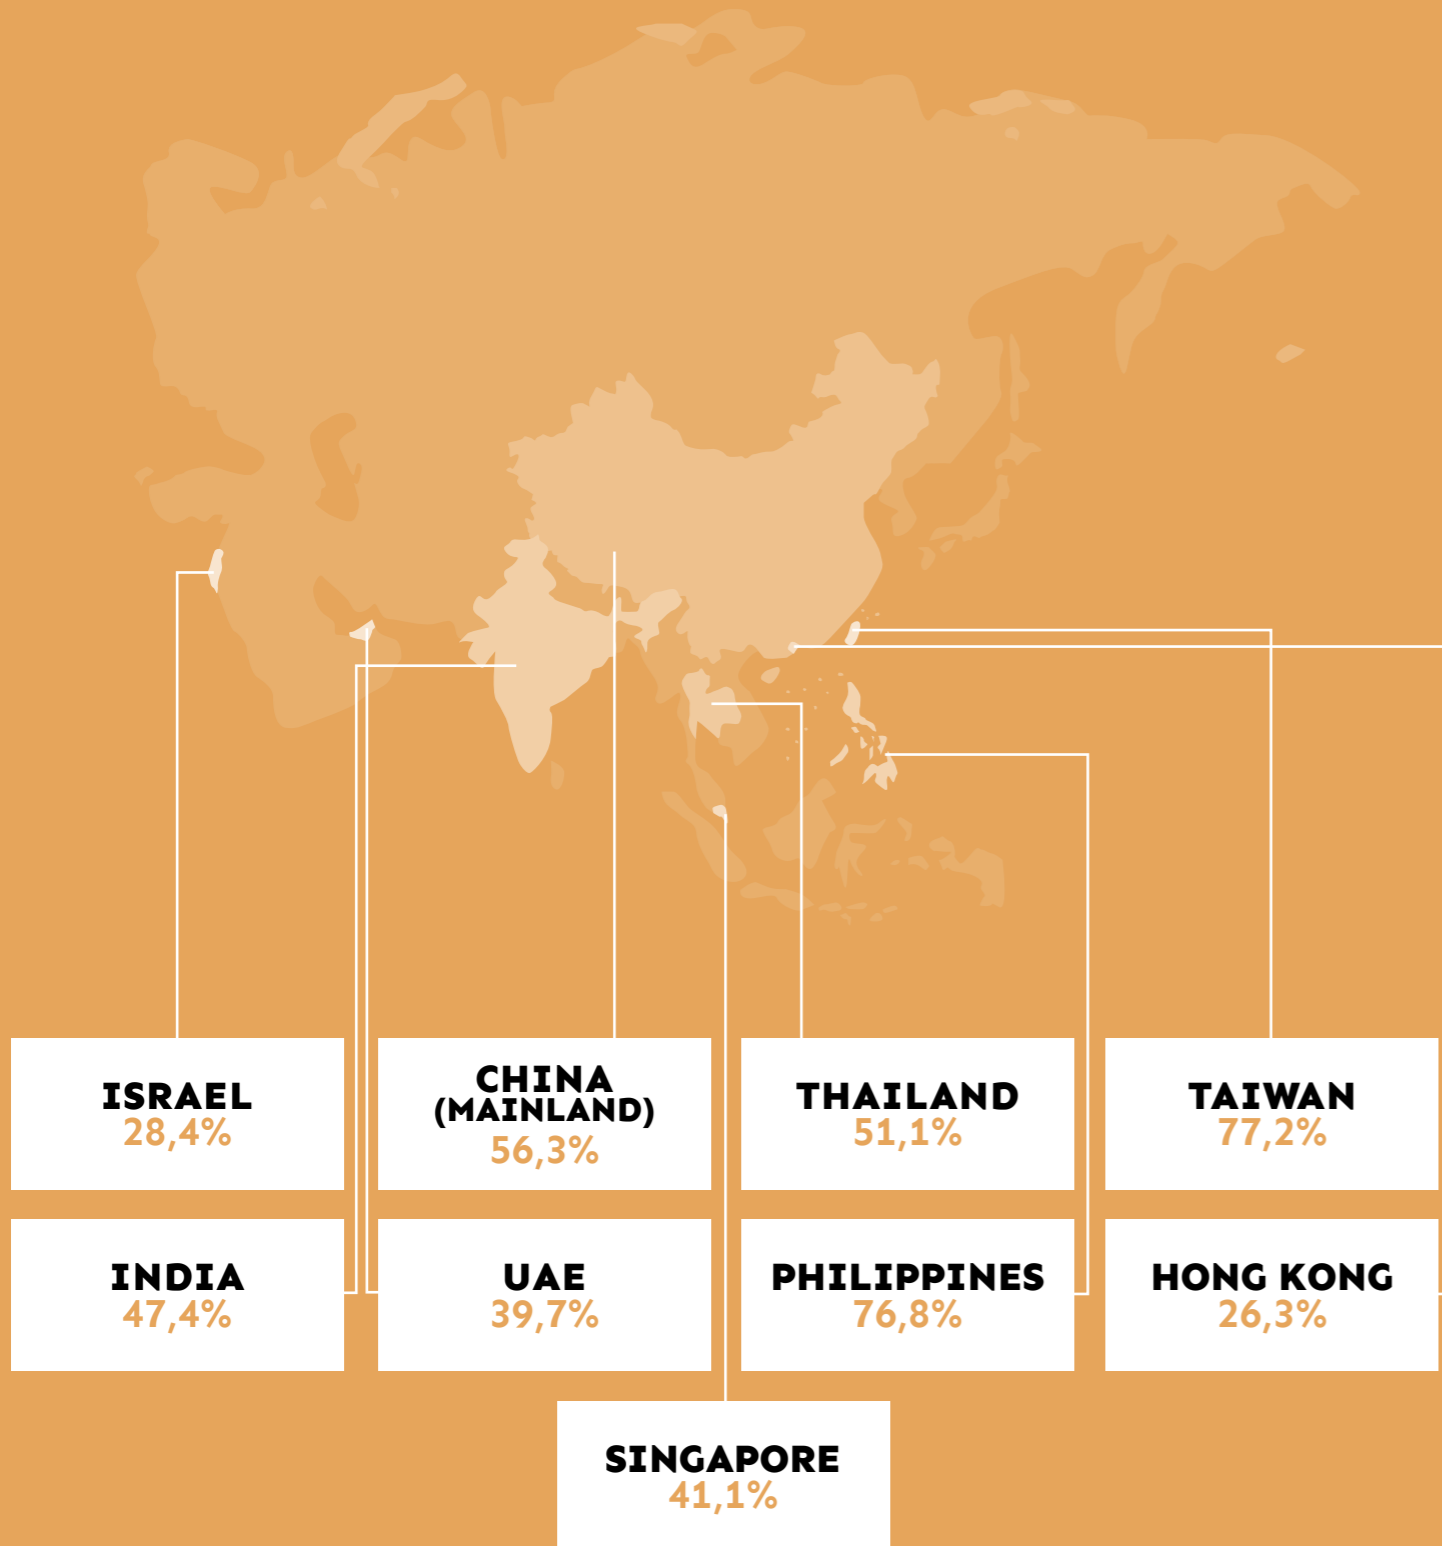 ISRAEL
28,4%
CHINA
(MAINLAND)
56,3%
THAILAND
51,1%
TAIWAN
77,2%
INDIA
47,4%
UAE
39,7%
PHILIPPINES
76,8%
HONG KONG
26,3%
SINGAPORE
41,1%